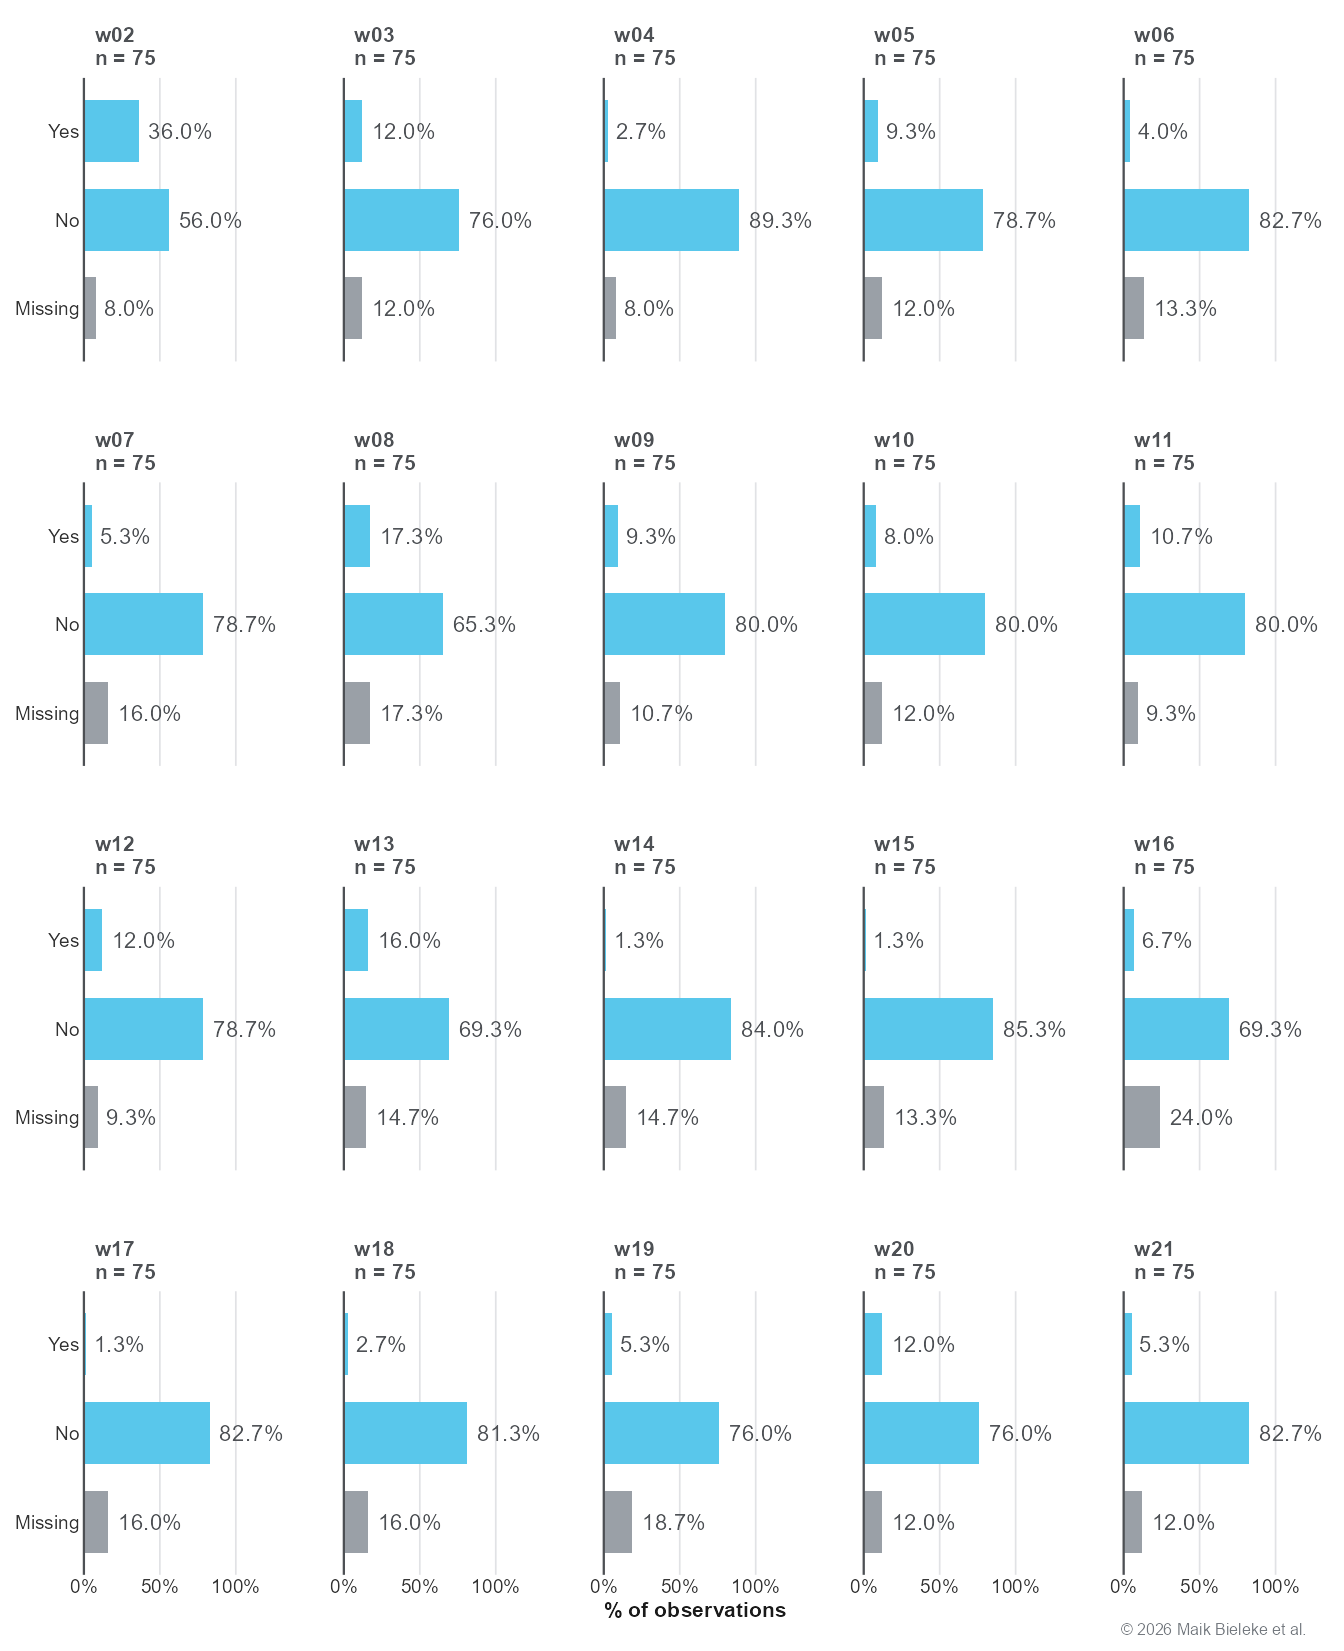 w02 w03 w04 w05 w06
n = 75 n = 75 n = 75 n = 75 n = 75
Yes 36.0% 12.0% 2.7% 9.3% 4.0%
No 56.0% 76.0% 89.3% 78.7% 82.7%
Missing 8.0% 12.0% 8.0% 12.0% 13.3%
w07 w08 w09 w10 w11
n = 75 n = 75 n = 75 n = 75 n = 75
Yes 5.3% 17.3% 9.3% 8.0% 10.7%
No 78.7% 65.3% 80.0% 80.0% 80.0%
Missing 16.0% 17.3% 10.7% 12.0% 9.3%
w12 w13 w14 w15 w16
n = 75 n = 75 n = 75 n = 75 n = 75
Yes 12.0% 16.0% 1.3% 1.3% 6.7%
No 78.7% 69.3% 84.0% 85.3% 69.3%
Missing 9.3% 14.7% 14.7% 13.3% 24.0%
w17 w18 w19 w20 w21
n = 75 n = 75 n = 75 n = 75 n = 75
Yes 1.3% 2.7% 5.3% 12.0% 5.3%
No 82.7% 81.3% 76.0% 76.0% 82.7%
Missing 16.0% 16.0% 18.7% 12.0% 12.0%
0% 50% 100% 0% 50% 100% 0% 50% 100% 0% 50% 100% 0% 50% 100%
% of observations
© 2026 Maik Bieleke et al.